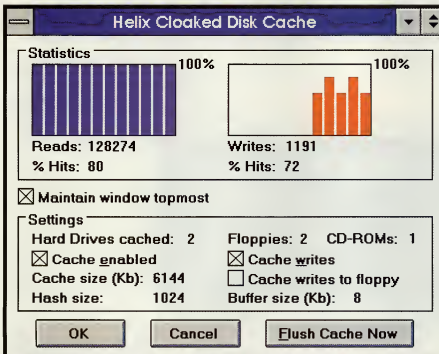 Helix Cloaked Disk Cache
Statistics
100% 100%
Reads: 128274 Writes: 1191
% Hits: 80 % Hits: 72
Maintain window topmost
Settings
Hard Drives cached: 2 Floppies: 2 CD-ROMs: 1
Cache enabled Cache writes
Cache size (Kb): 6144 Cache writes to floppy
Hash size: 1024 Buffer size (Kb): 8
OK Cancel Flush Cache Now